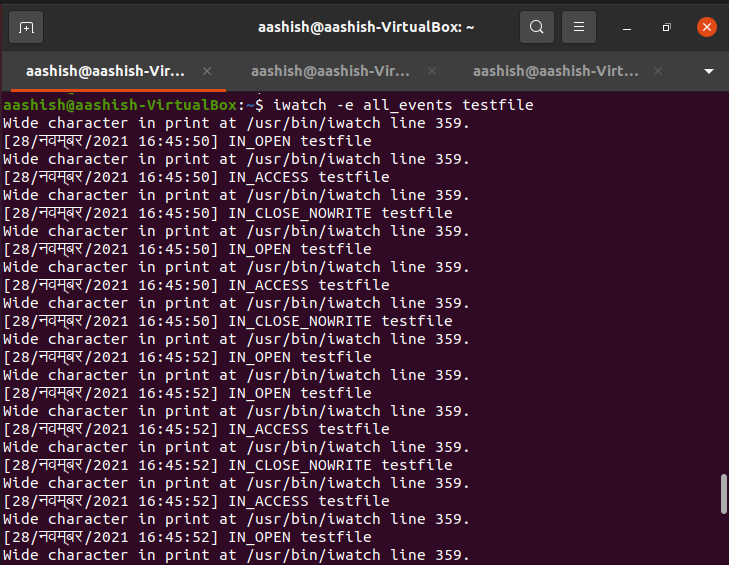 aashish@aashish-VirtualBox: ~
aashish@aashish-Vir... aashish@aashish-Virt... aashish@aashish-Virt...
aashish@aashish-VirtualBox:~$ iwatch -e all_events testfile
Wide character in print at /usr/bin/iwatch line 359.
[28/नवम्बर/2021 16:45:50] IN_OPEN testfile
Wide character in print at /usr/bin/iwatch line 359.
[28/नवम्बर/2021 16:45:50] IN_ACCESS testfile
Wide character in print at /usr/bin/iwatch line 359.
[28/नवम्बर/2021 16:45:50] IN_CLOSE_NOWRITE testfile
Wide character in print at /usr/bin/iwatch line 359.
[28/नवम्बर/2021 16:45:50] IN_OPEN testfile
Wide character in print at /usr/bin/iwatch line 359.
[28/नवम्बर/2021 16:45:50] IN_ACCESS testfile
Wide character in print at /usr/bin/iwatch line 359.
[28/नवम्बर/2021 16:45:50] IN_CLOSE_NOWRITE testfile
Wide character in print at /usr/bin/iwatch line 359.
[28/नवम्बर/2021 16:45:52] IN_OPEN testfile
Wide character in print at /usr/bin/iwatch line 359.
[28/नवम्बर/2021 16:45:52] IN_OPEN testfile
Wide character in print at /usr/bin/iwatch line 359.
[28/नवम्बर/2021 16:45:52] IN_ACCESS testfile
Wide character in print at /usr/bin/iwatch line 359.
[28/नवम्बर/2021 16:45:52] IN_CLOSE_NOWRITE testfile
Wide character in print at /usr/bin/iwatch line 359.
[28/नवम्बर/2021 16:45:52] IN_ACCESS testfile
Wide character in print at /usr/bin/iwatch line 359.
[28/नवम्बर/2021 16:45:52] IN_OPEN testfile
Wide character in print at /usr/bin/iwatch line 359.